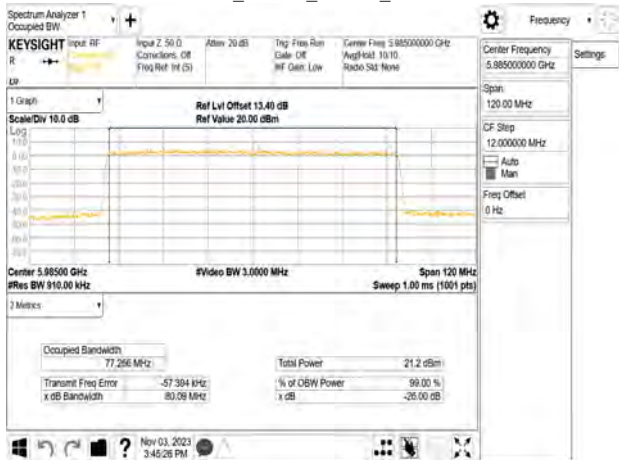 Spectrum Analyzer 1
Occupied BW
Frequency
KEYSIGHT
R
Input: RF
Input Z: 50 Ω
Corrections: Off
Freq Ref: Int (S)
Atten: 20 dB
Trig: Free Run
Gate: Off
#IF Gain: Low
Center Freq: 5.985000000 GHz
Avg|Hold: 10/10
Radio Std: None
Center Frequency
5.985000000 GHz
Settings
Span
120.00 MHz
CF Step
12.000000 MHz
Auto
Man
Freq Offset
0 Hz
1 Graph
Scale/Div 10.0 dB
Ref Lvl Offset 13.40 dB
Ref Value 20.00 dBm
Log
Center 5.98500 GHz
#Res BW 910.00 kHz
#Video BW 3.0000 MHz
Span 120 MHz
Sweep 1.00 ms (1001 pts)
2 Metrics
Occupied Bandwidth
77.266 MHz
Total Power
21.2 dBm
Transmit Freq Error
-57.394 kHz
% of OBW Power
99.00 %
x dB Bandwidth
80.09 MHz
x dB
-26.00 dB
Nov 03, 2023
3:45:26 PM